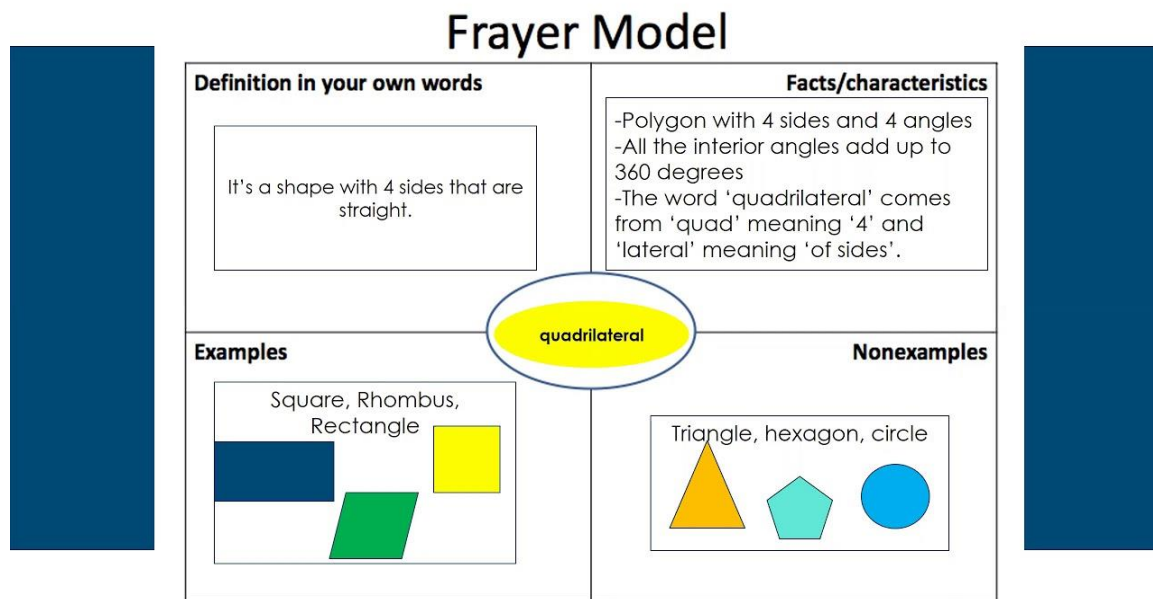 Frayer Model
Definition in your own words
It's a shape with 4 sides that are
straight.
Facts/characteristics
-Polygon with 4 sides and 4 angles
-All the interior angles add up to
360 degrees
-The word ‘quadrilateral’ comes
from ‘quad’ meaning ‘4’ and
‘lateral’ meaning ‘of sides’.
quadrilateral
Examples
Square, Rhombus,
Rectangle
Nonexamples
Triangle, hexagon, circle